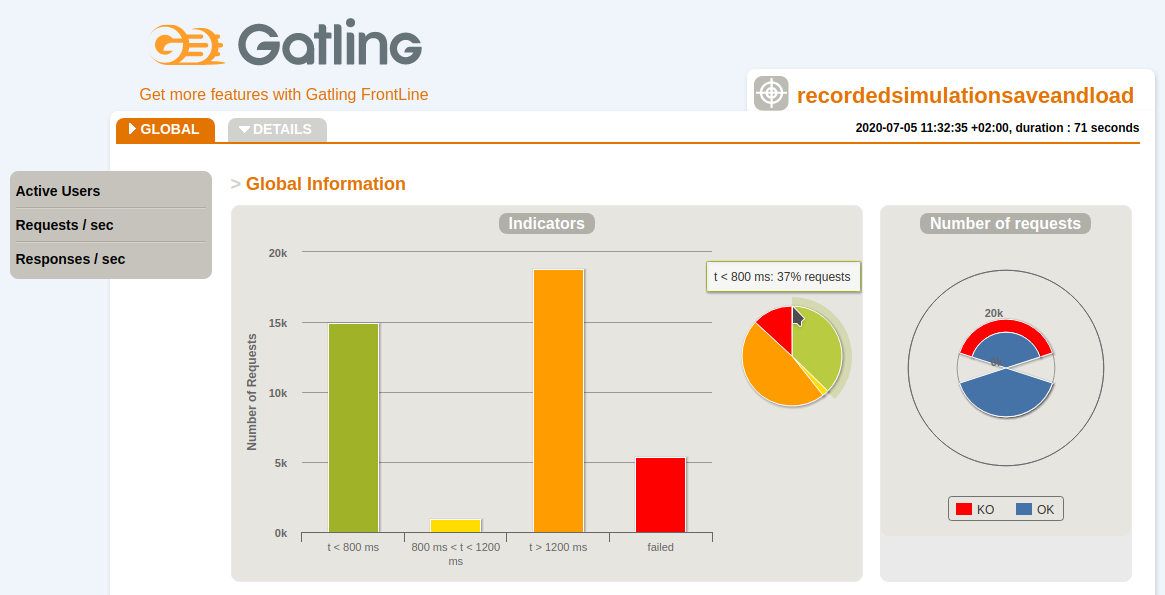 Gatling
Get more features with Gatling FrontLine
recordedsimulationsaveandload
GLOBAL
DETAILS
2020-07-05 11:32:35 +02:00, duration : 71 seconds
Active Users
Requests / sec
Responses / sec
> Global Information
Indicators
Number of Requests
20k
15k
10k
5k
0k
t < 800 ms
800 ms < t < 1200
ms
t > 1200 ms
failed
t < 800 ms: 37% requests
Number of requests
20k
0k
KO
OK